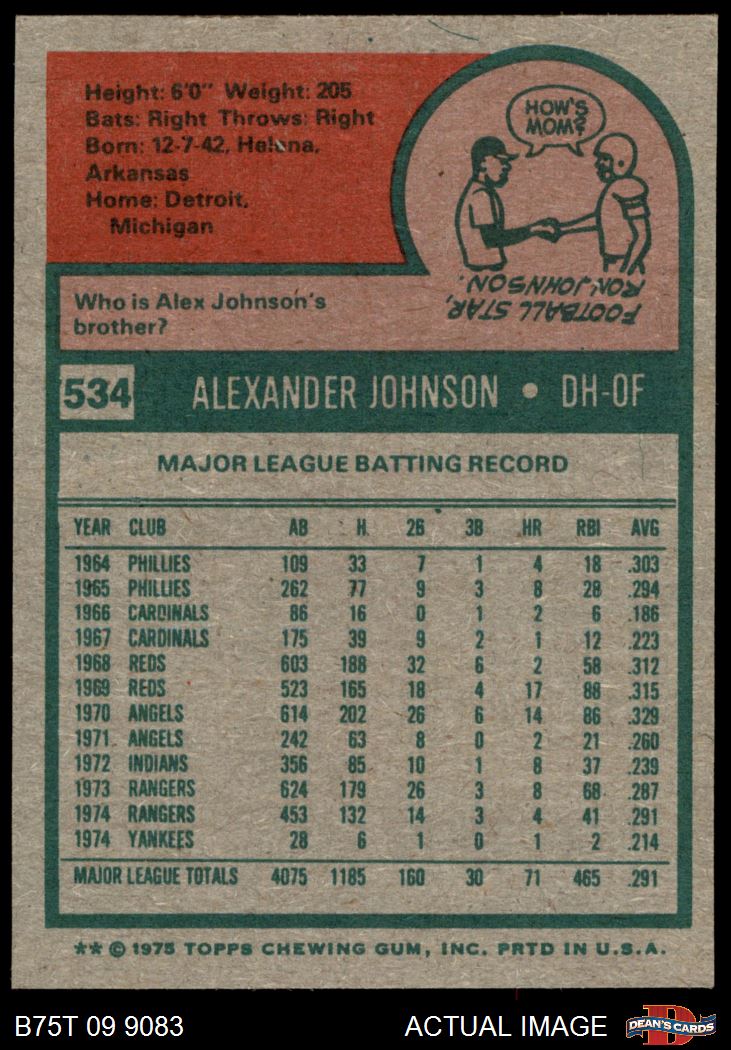 Height: 6'0" Weight: 205
Bats: Right Throws: Right
Born: 12-7-42, Helena,
Arkansas
Home: Detroit,
Michigan
HOW'S
MOM?
FOOTBALL STAR,
RON JOHNSON.
Who is Alex Johnson's
brother?
534 ALEXANDER JOHNSON • DH-OF
MAJOR LEAGUE BATTING RECORD
YEAR CLUB AB H 2B 3B HR RBI AVG
1964 PHILLIES 109 33 7 1 4 18 .303
1965 PHILLIES 262 77 9 3 8 28 .294
1966 CARDINALS 86 16 0 1 2 6 .186
1967 CARDINALS 175 39 9 2 1 12 .223
1968 REDS 603 188 32 6 2 58 .312
1969 REDS 523 165 18 4 17 88 .315
1970 ANGELS 614 202 26 6 14 86 .329
1971 ANGELS 242 63 8 0 2 21 .260
1972 INDIANS 356 85 10 1 8 37 .239
1973 RANGERS 624 179 26 3 8 68 .287
1974 RANGERS 453 132 14 3 4 41 .291
1974 YANKEES 28 6 1 0 1 2 .214
MAJOR LEAGUE TOTALS 4075 1185 160 30 71 465 .291
** © 1975 TOPPS CHEWING GUM, INC. PRTD IN U.S.A.
B75T 09 9083 ACTUAL IMAGE DEAN'S CARDS